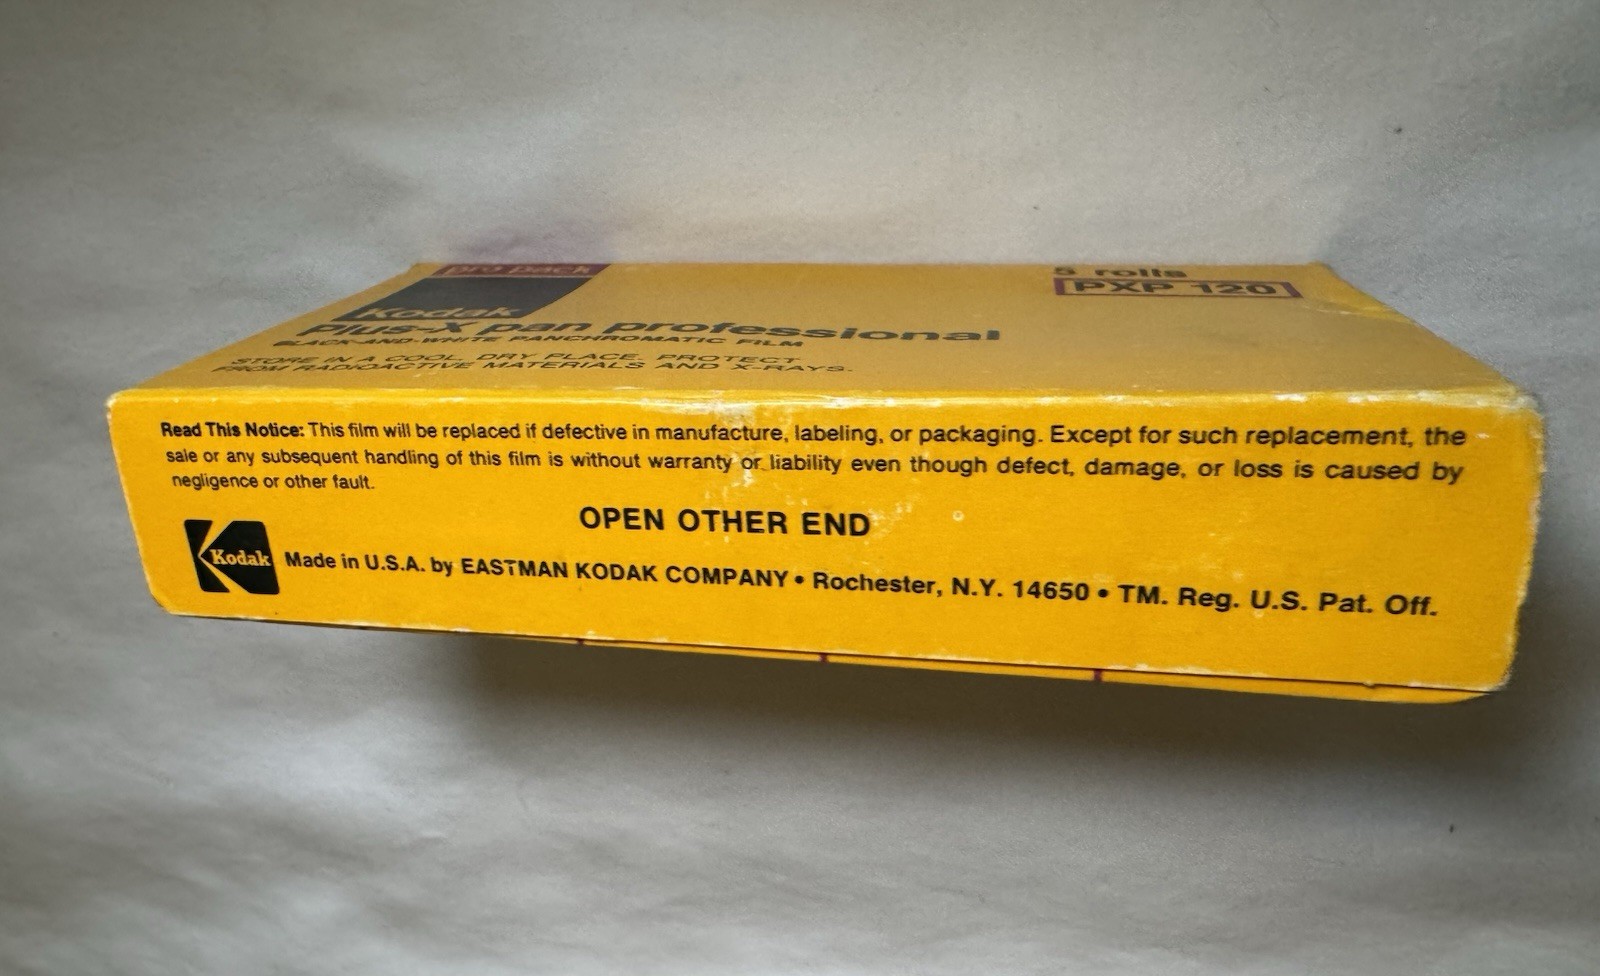 pro pack
Kodak
Plus-X pan professional
BLACK-AND-WHITE PANCHROMATIC FILM
STORE IN A COOL, DRY PLACE. PROTECT
FROM RADIOACTIVE MATERIALS AND X-RAYS.
5 rolls
PXP 120
Read This Notice: This film will be replaced if defective in manufacture, labeling, or packaging. Except for such replacement, the
sale or any subsequent handling of this film is without warranty or liability even though defect, damage, or loss is caused by
negligence or other fault.
OPEN OTHER END
Kodak
Made in U.S.A. by EASTMAN KODAK COMPANY • Rochester, N.Y. 14650 • TM. Reg. U.S. Pat. Off.